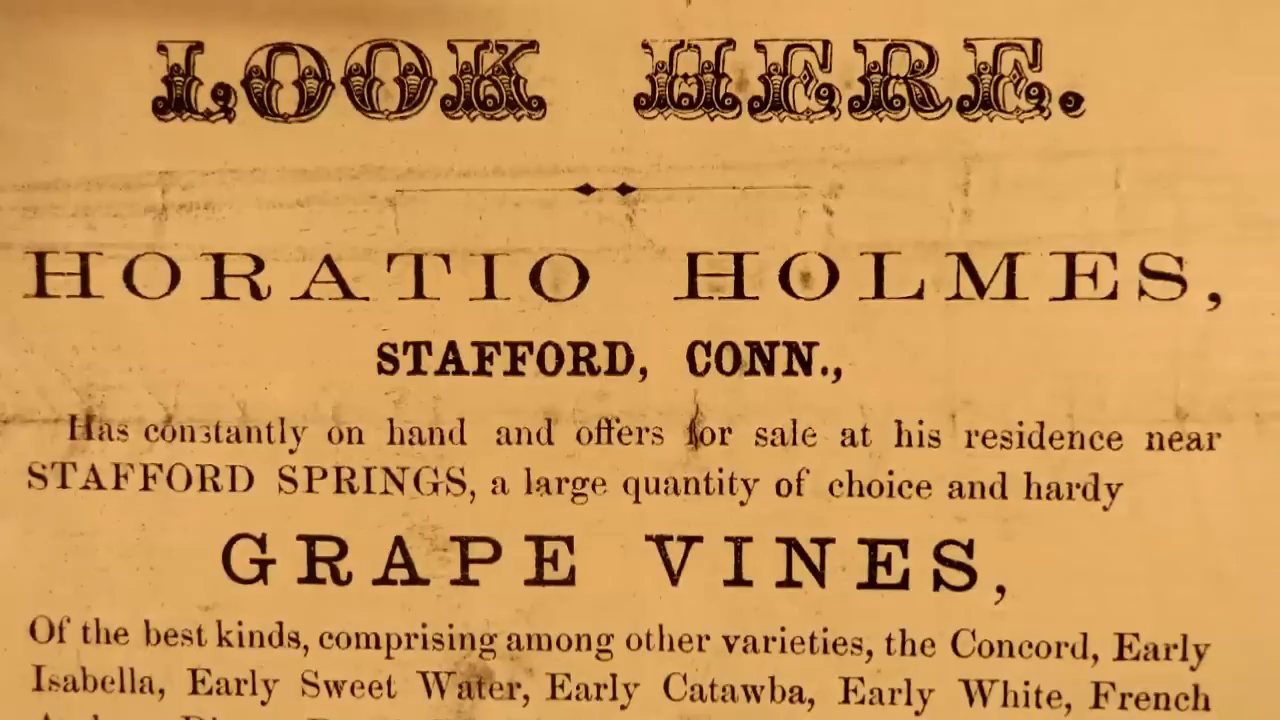 LOOK HERE.
HORATIO HOLMES,
STAFFORD, CONN.,
Has constantly on hand and offers for sale at his residence near
STAFFORD SPRINGS, a large quantity of choice and hardy
GRAPE VINES,
Of the best kinds, comprising among other varieties, the Concord, Early
Isabella, Early Sweet Water, Early Catawba, Early White, French